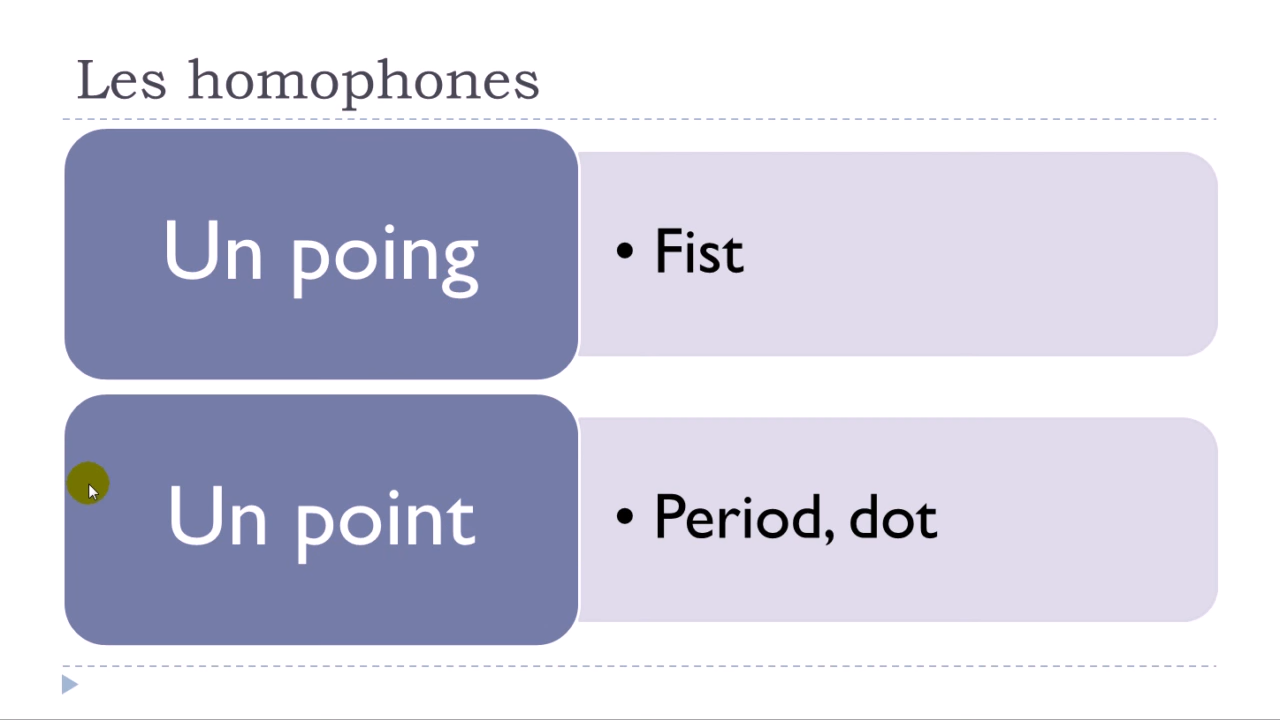 Les homophones
Un poing
• Fist
Un point
• Period, dot